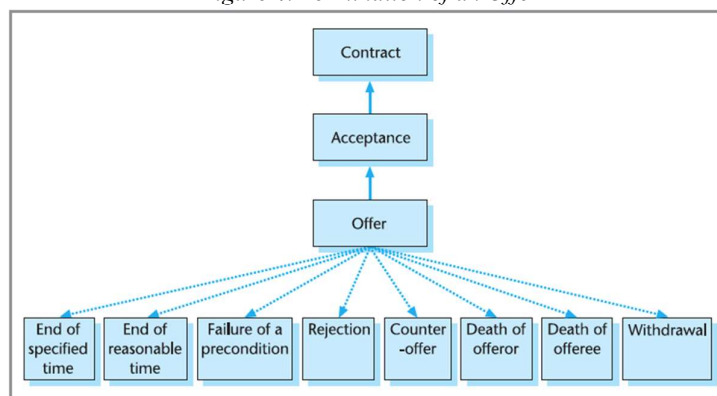 Contract
Acceptance
Offer
End of
specified
time
End of
reasonable
time
Failure of a
precondition
Rejection
Counter
-offer
Death of
offeror
Death of
offeree
Withdrawal